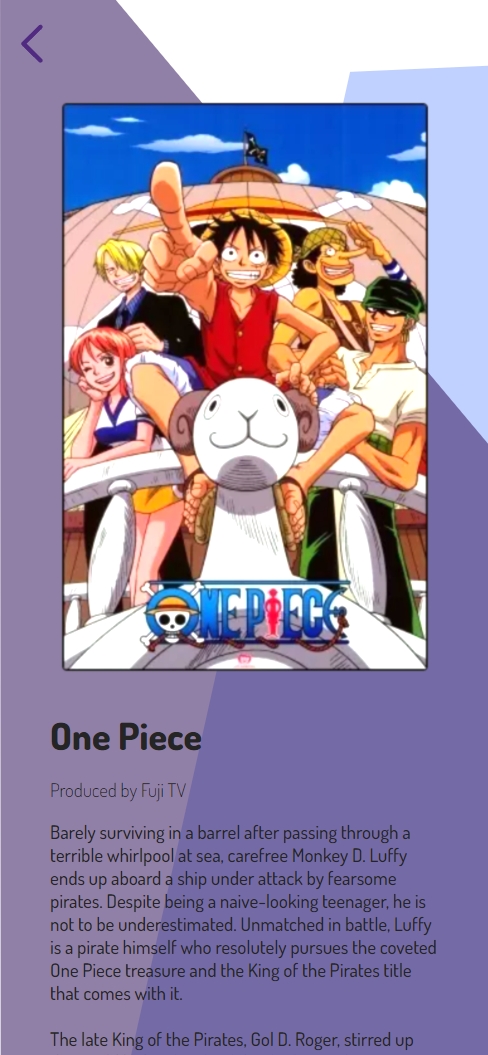 ONE PIECE
One Piece
Produced by Fuji TV
Barely surviving in a barrel after passing through a
terrible whirlpool at sea, carefree Monkey D. Luffy
ends up aboard a ship under attack by fearsome
pirates. Despite being a naive-looking teenager, he is
not to be underestimated. Unmatched in battle, Luffy
is a pirate himself who resolutely pursues the coveted
One Piece treasure and the King of the Pirates title
that comes with it.
The late King of the Pirates, Gol D. Roger, stirred up